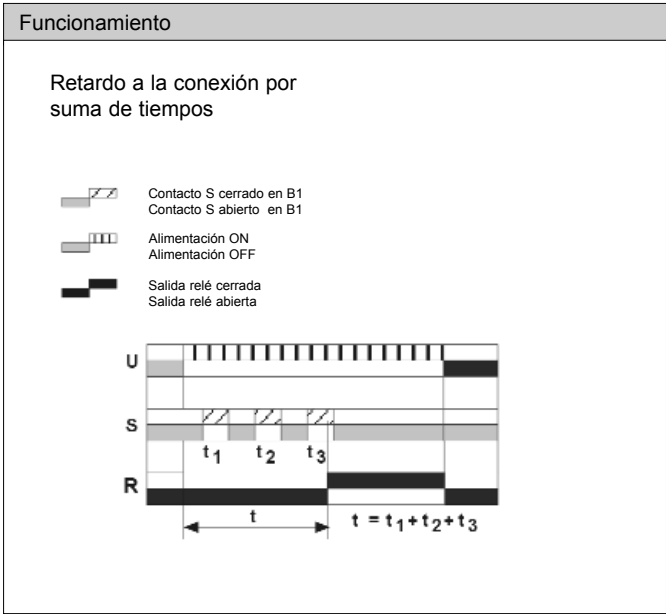 Funcionamiento
Retardo a la conexión por
suma de tiempos
Contacto S cerrado en B1
Contacto S abierto en B1
Alimentación ON
Alimentación OFF
Salida relé cerrada
Salida relé abierta
U
S
t1 t2 t3
R
t
t = t1+t2+t3